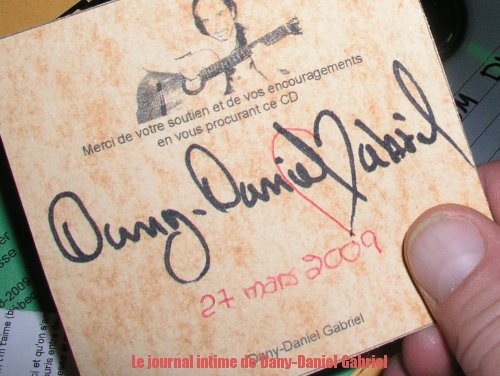 Merci de votre soutien et de vos encouragements
en vous procurant ce CD
Dany-Daniel Gabriel
27 mars 2009
Dany-Daniel Gabriel
Le journal intime de Dany-Daniel Gabriel